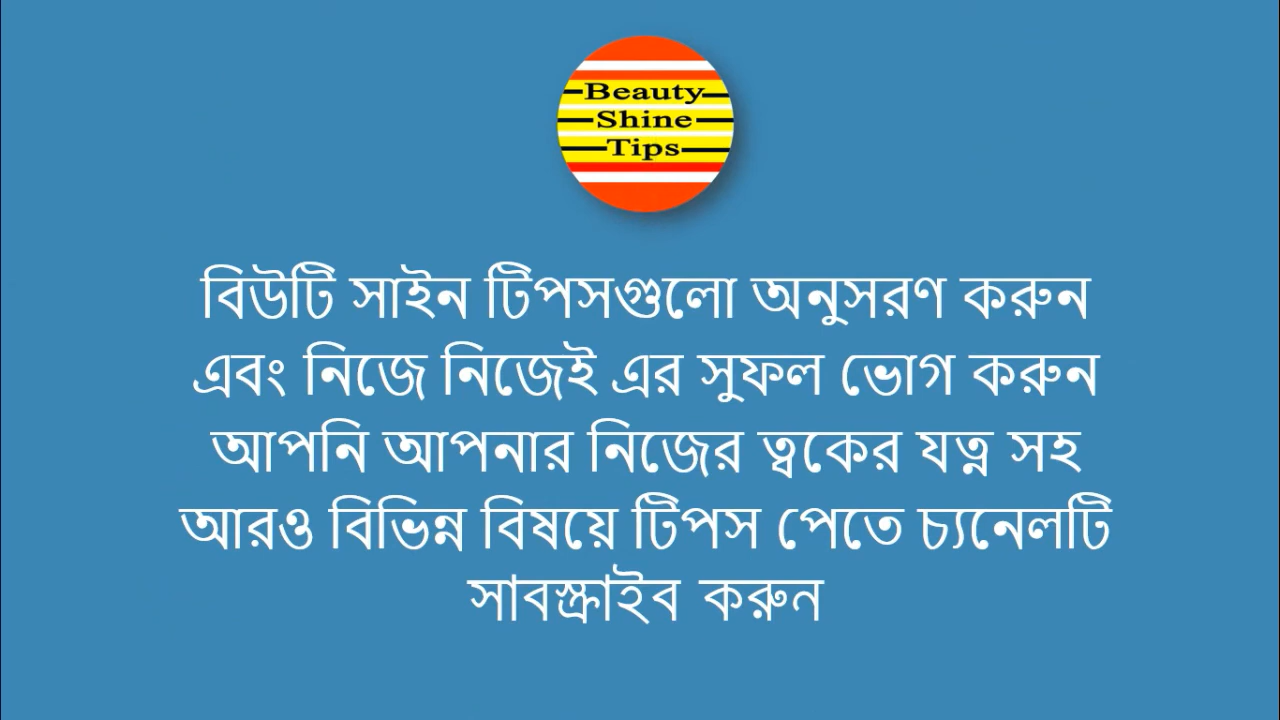 Beauty
Shine
Tips
বিউটি সাইন টিপসগুলো অনুসরণ করুন
এবং নিজে নিজেই এর সুফল ভোগ করুন
আপনি আপনার নিজের ত্বকের যত্ন সহ
আরও বিভিন্ন বিষয়ে টিপস পেতে চ্যনেলটি
সাবস্ক্রাইব করুন